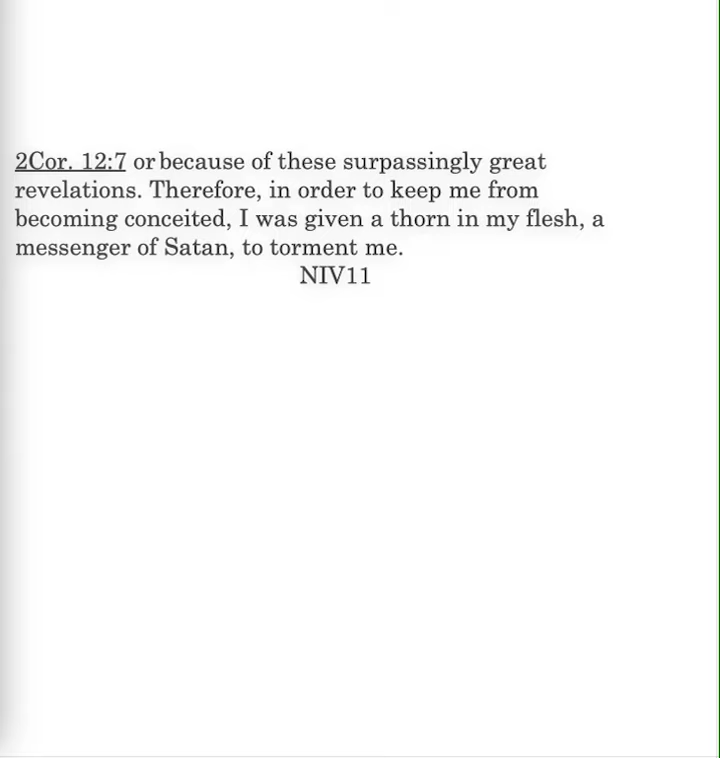 2Cor. 12:7 or because of these surpassingly great
revelations. Therefore, in order to keep me from
becoming conceited, I was given a thorn in my flesh, a
messenger of Satan, to torment me.
NIV11